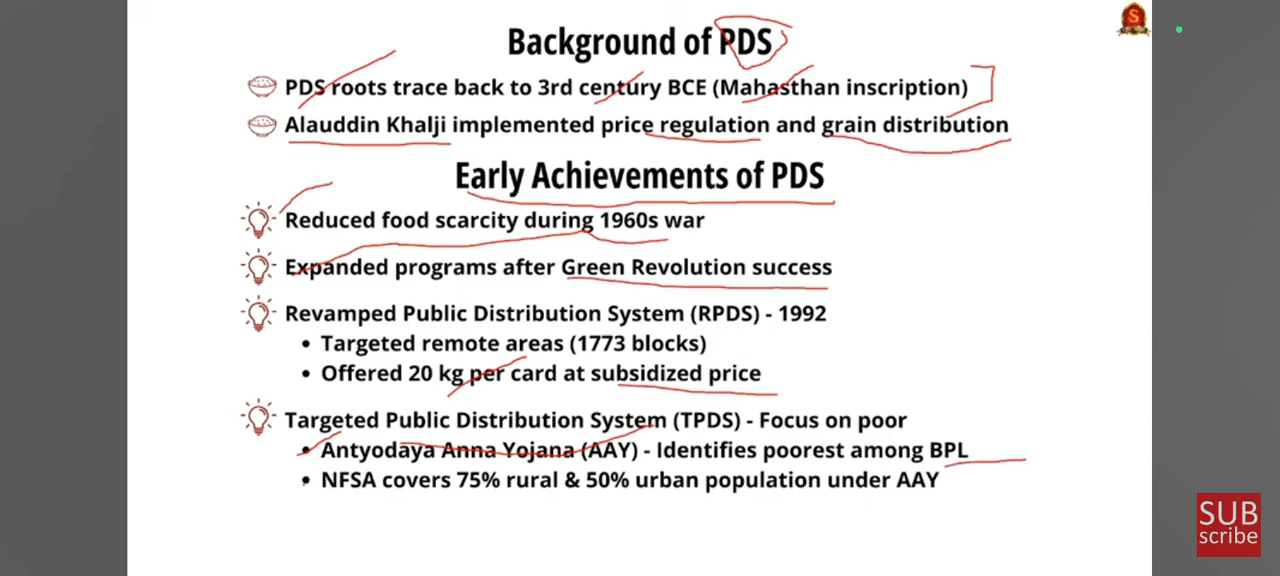 Background of PDS
PDS roots trace back to 3rd century BCE (Mahasthan inscription)
Alauddin Khalji implemented price regulation and grain distribution
Early Achievements of PDS
Reduced food scarcity during 1960s war
Expanded programs after Green Revolution success
Revamped Public Distribution System (RPDS) - 1992
• Targeted remote areas (1773 blocks)
• Offered 20 kg per card at subsidized price
Targeted Public Distribution System (TPDS) - Focus on poor
• Antyodaya Anna Yojana (AAY) - Identifies poorest among BPL
• NFSA covers 75% rural & 50% urban population under AAY
S
SUB
scribe